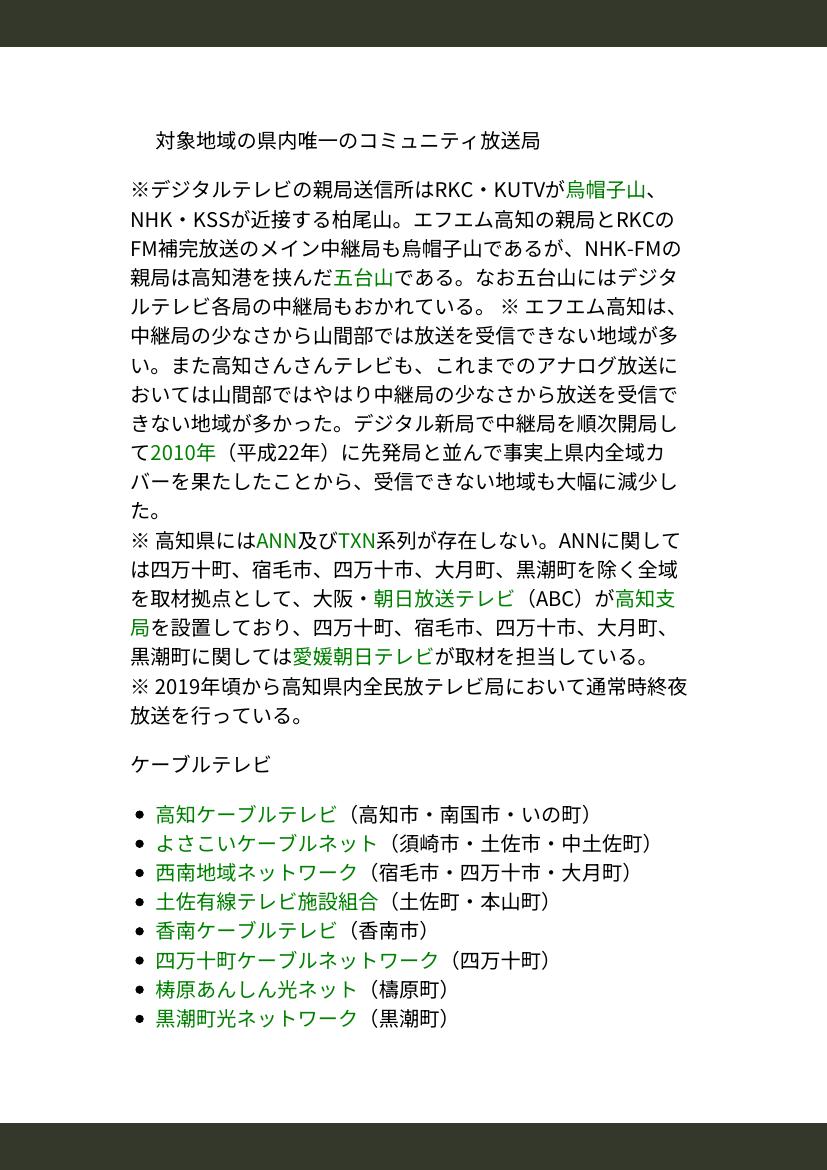 対象地域の県内唯一のコミュニティ放送局
※デジタルテレビの親局送信所はRKC・KUTVが烏帽子山、
NHK・KSSが近接する柏尾山。エフエム高知の親局とRKCの
FM補完放送のメイン中継局も烏帽子山であるが、NHK-FMの
親局は高知港を挟んだ五台山である。なお五台山にはデジタ
ルテレビ各局の中継局もおかれている。 ※ エフエム高知は、
中継局の少なさから山間部では放送を受信できない地域が多
い。また高知さんさんテレビも、これまでのアナログ放送に
おいては山間部ではやはり中継局の少なさから放送を受信で
きない地域が多かった。デジタル新局で中継局を順次開局し
て2010年（平成22年）に先発局と並んで事実上県内全域カ
バーを果たしたことから、受信できない地域も大幅に減少し
た。
※ 高知県にはANN及びTXN系列が存在しない。ANNに関して
は四万十町、宿毛市、四万十市、大月町、黒潮町を除く全域
を取材拠点として、大阪・朝日放送テレビ（ABC）が高知支
局を設置しており、四万十町、宿毛市、四万十市、大月町、
黒潮町に関しては愛媛朝日テレビが取材を担当している。
※ 2019年頃から高知県内全民放テレビ局において通常時終夜
放送を行っている。
ケーブルテレビ
• 高知ケーブルテレビ（高知市・南国市・いの町）
• よさこいケーブルネット（須崎市・土佐市・中土佐町）
• 西南地域ネットワーク（宿毛市・四万十市・大月町）
• 土佐有線テレビ施設組合（土佐町・本山町）
• 香南ケーブルテレビ（香南市）
• 四万十町ケーブルネットワーク（四万十町）
• 梼原あんしん光ネット（檮原町）
• 黒潮町光ネットワーク（黒潮町）